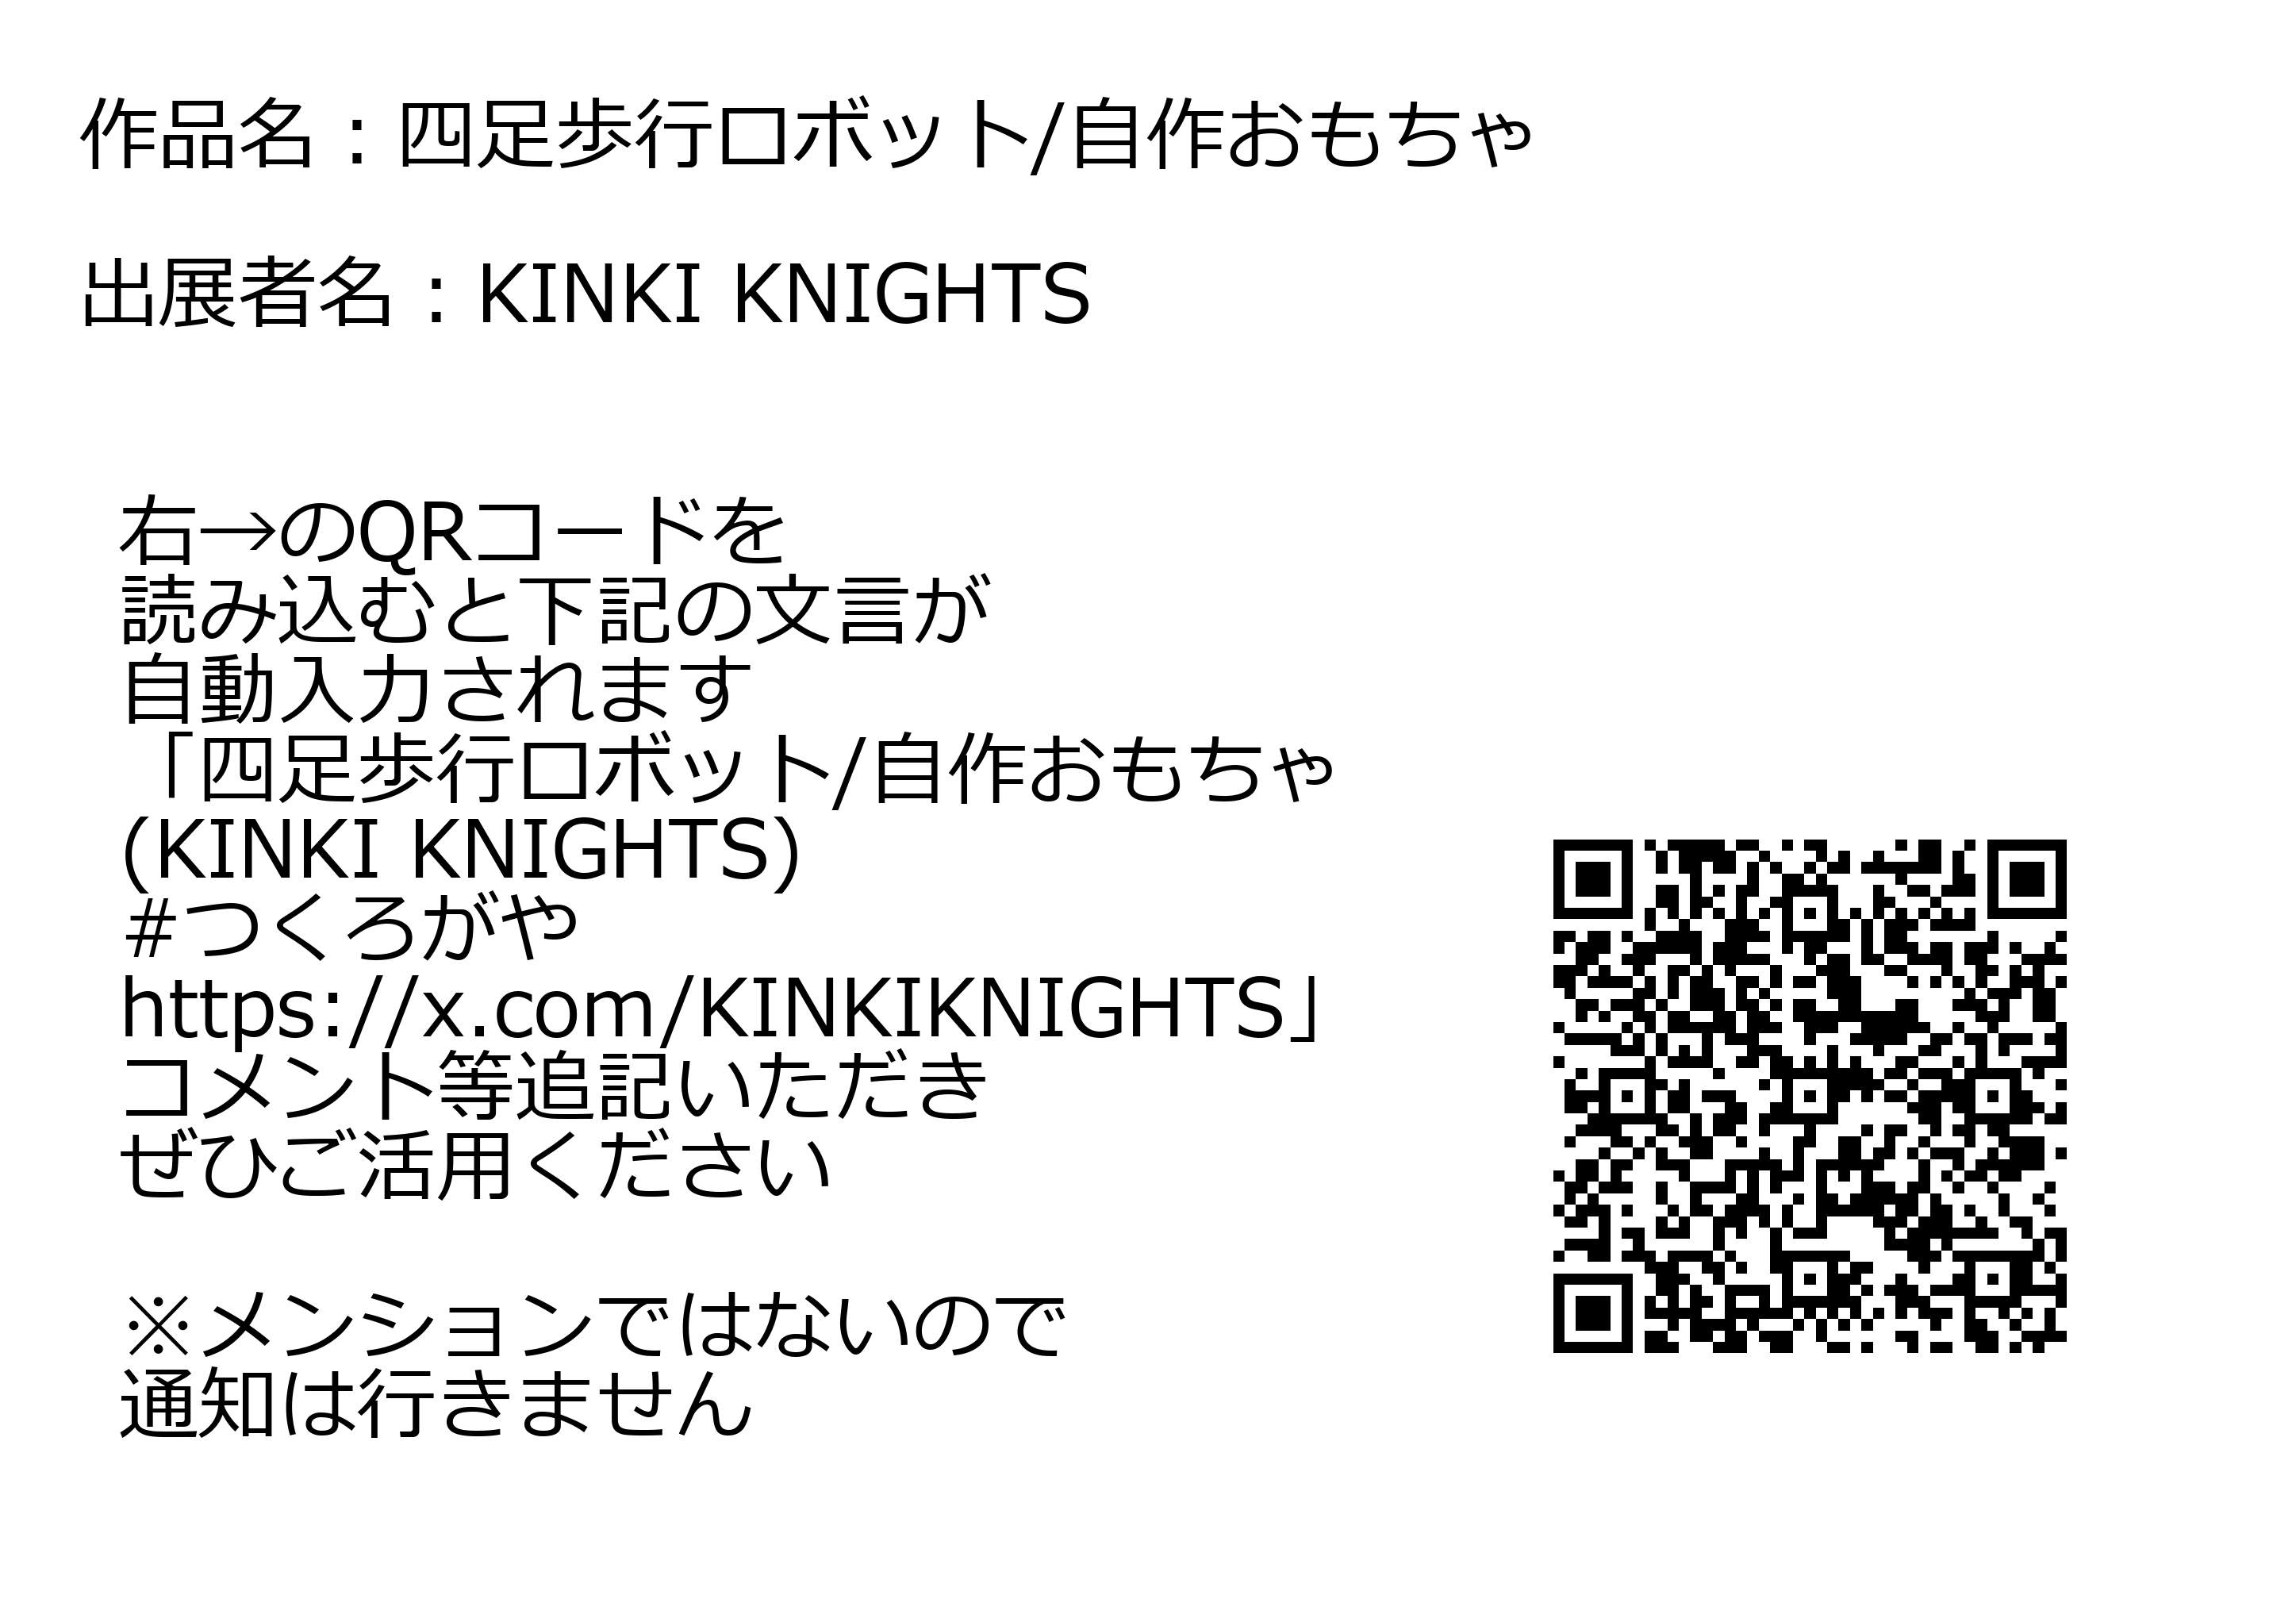 作品名：四足歩行ロボット/自作おもちゃ
出展者名：KINKI KNIGHTS
右→のQRコードを
読み込むと下記の文言が
自動入力されます
「四足歩行ロボット/自作おもちゃ
(KINKI KNIGHTS)
#つくろがや
https://x.com/KINKIKNIGHTS」
コメント等追記いただき
ぜひご活用ください
※メンションではないので
通知は行きません